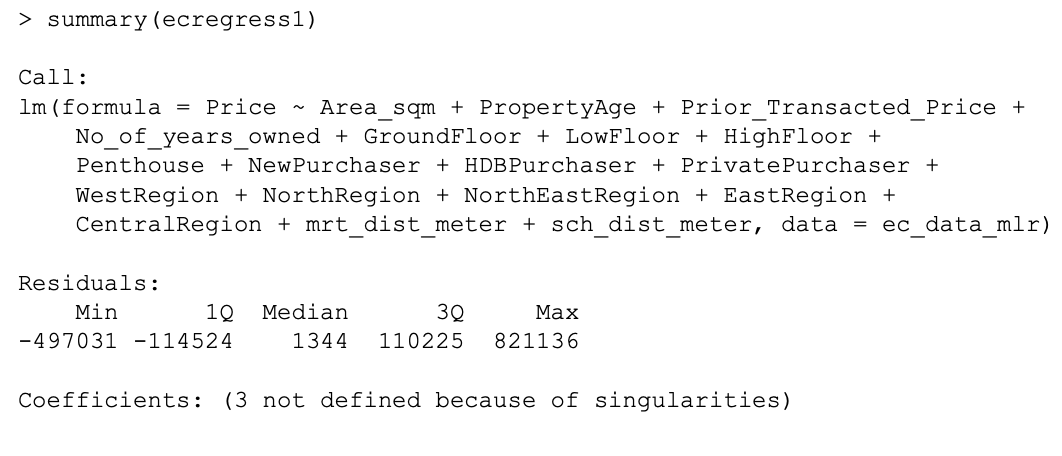 > summary(ecregress1)
Call:
lm(formula = Price ~ Area_sqm + PropertyAge + Prior_Transacted_Price +
    No_of_years_owned + GroundFloor + LowFloor + HighFloor +
    Penthouse + NewPurchaser + HDBPurchaser + PrivatePurchaser +
    WestRegion + NorthRegion + NorthEastRegion + EastRegion +
    CentralRegion + mrt_dist_meter + sch_dist_meter, data = ec_data_mlr)
Residuals:
    Min      1Q  Median      3Q     Max
-497031 -114524    1344  110225  821136
Coefficients: (3 not defined because of singularities)